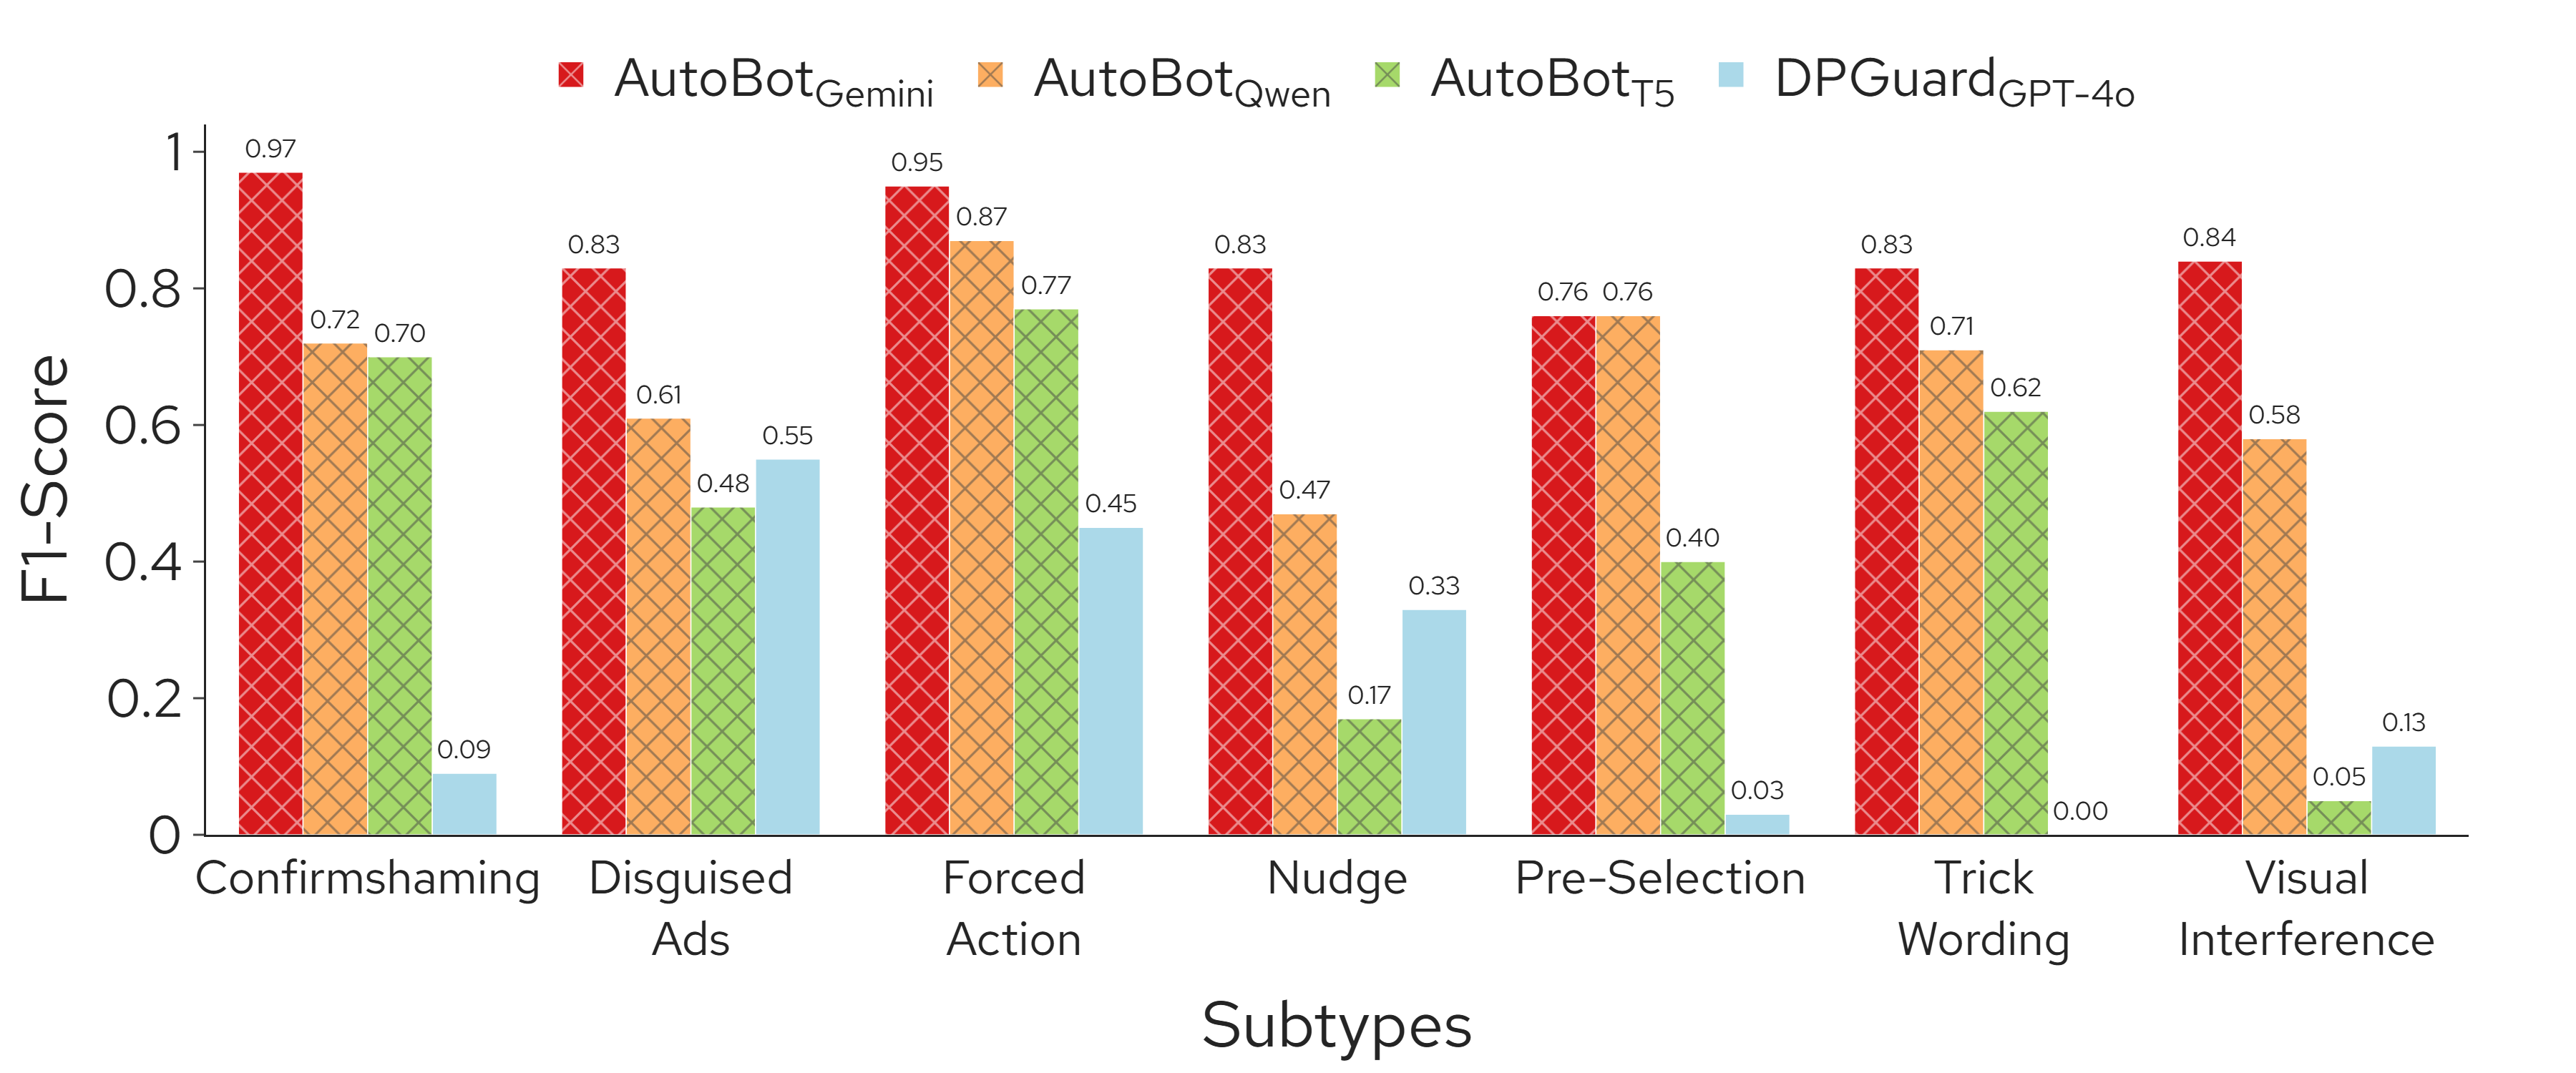 AutoBotGemini AutoBotQwen AutoBotT5 DPGuardGPT-4o
F1-Score
1
0.8
0.6
0.4
0.2
0
0.97 0.72 0.70 0.09
0.83 0.61 0.48 0.55
0.95 0.87 0.77 0.45
0.83 0.47 0.17 0.33
0.76 0.76 0.40 0.03
0.83 0.71 0.62 0.00
0.84 0.58 0.05 0.13
Confirmshaming
Disguised
Ads
Forced
Action
Nudge
Pre-Selection
Trick
Wording
Visual
Interference
Subtypes